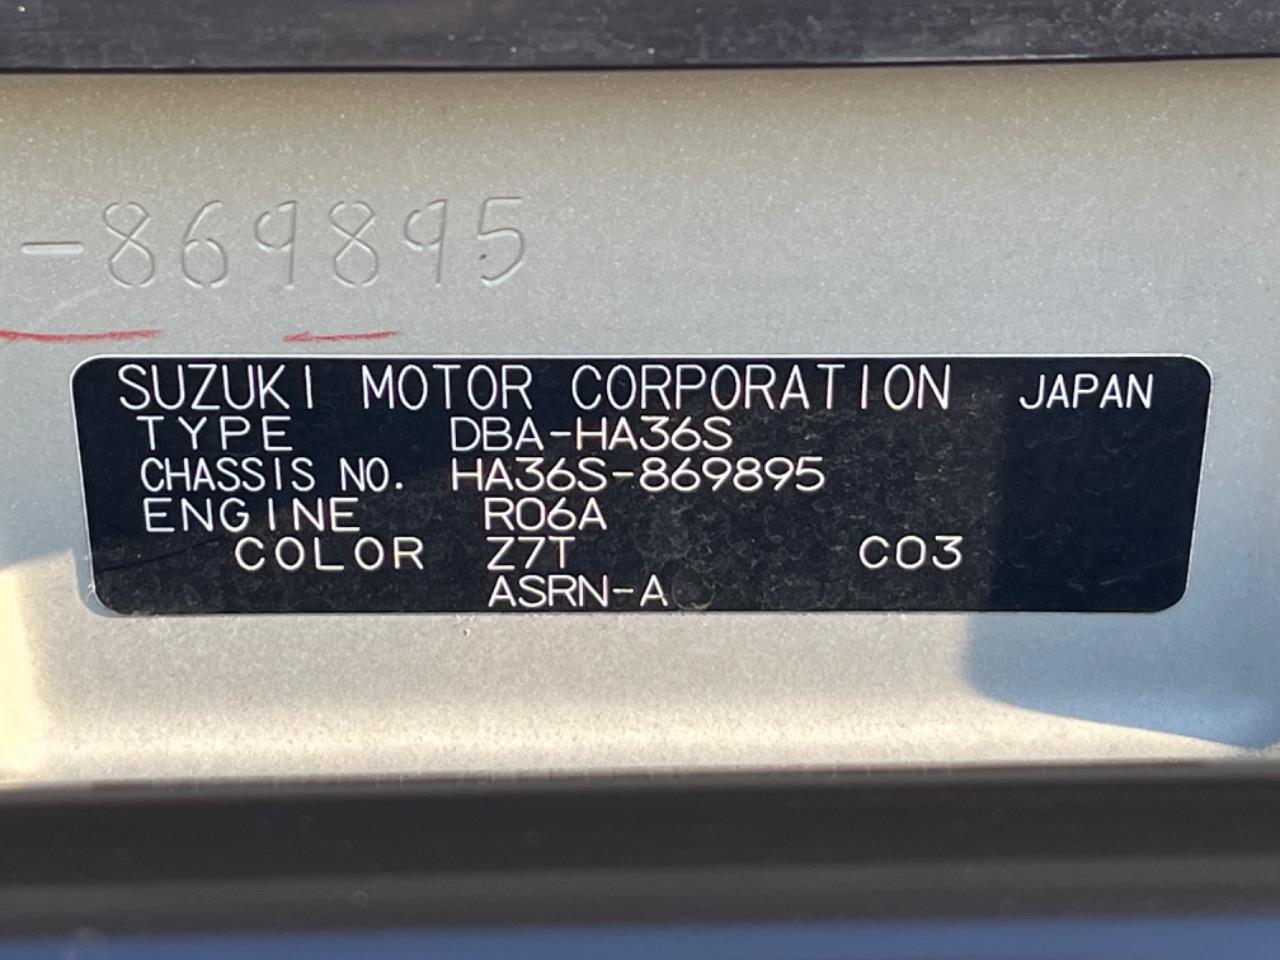 -869895
SUZUKI MOTOR CORPORATION JAPAN
TYPE DBA-HA36S
CHASSIS NO. HA36S-869895
ENGINE R06A
COLOR Z7T C03
ASRN-A